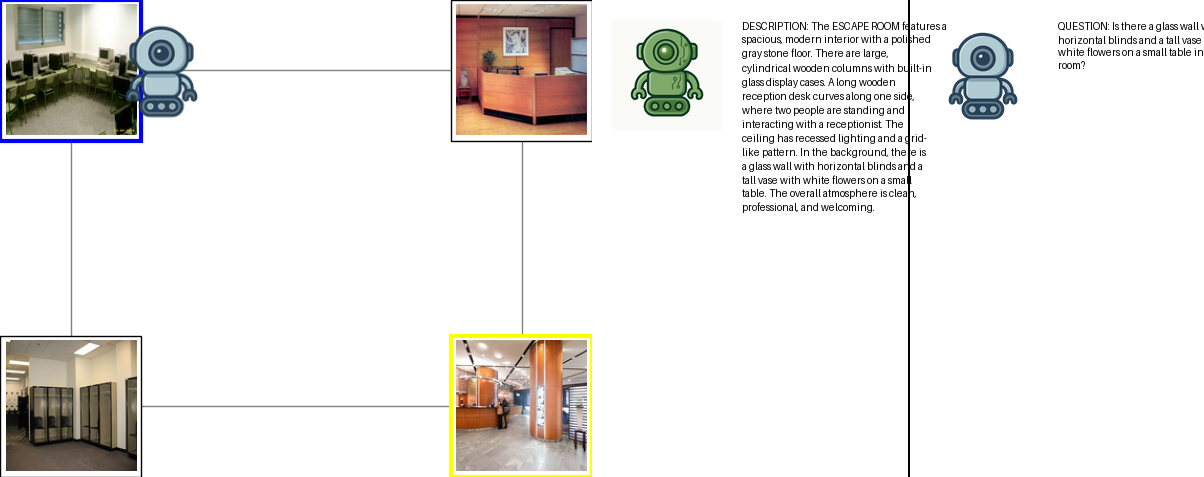 DESCRIPTION: The ESCAPE ROOM features a
spacious, modern interior with a polished
gray stone floor. There are large,
cylindrical wooden columns with built-in
glass display cases. A long wooden
reception desk curves along one side,
where two people are standing and
interacting with a receptionist. The
ceiling has recessed lighting and a grid-
like pattern. In the background, there is
a glass wall with horizontal blinds and a
tall vase with white flowers on a small
table. The overall atmosphere is clean,
professional, and welcoming.
QUESTION: Is there a glass wall
horizontal blinds and a tall vase
white flowers on a small table in
room?